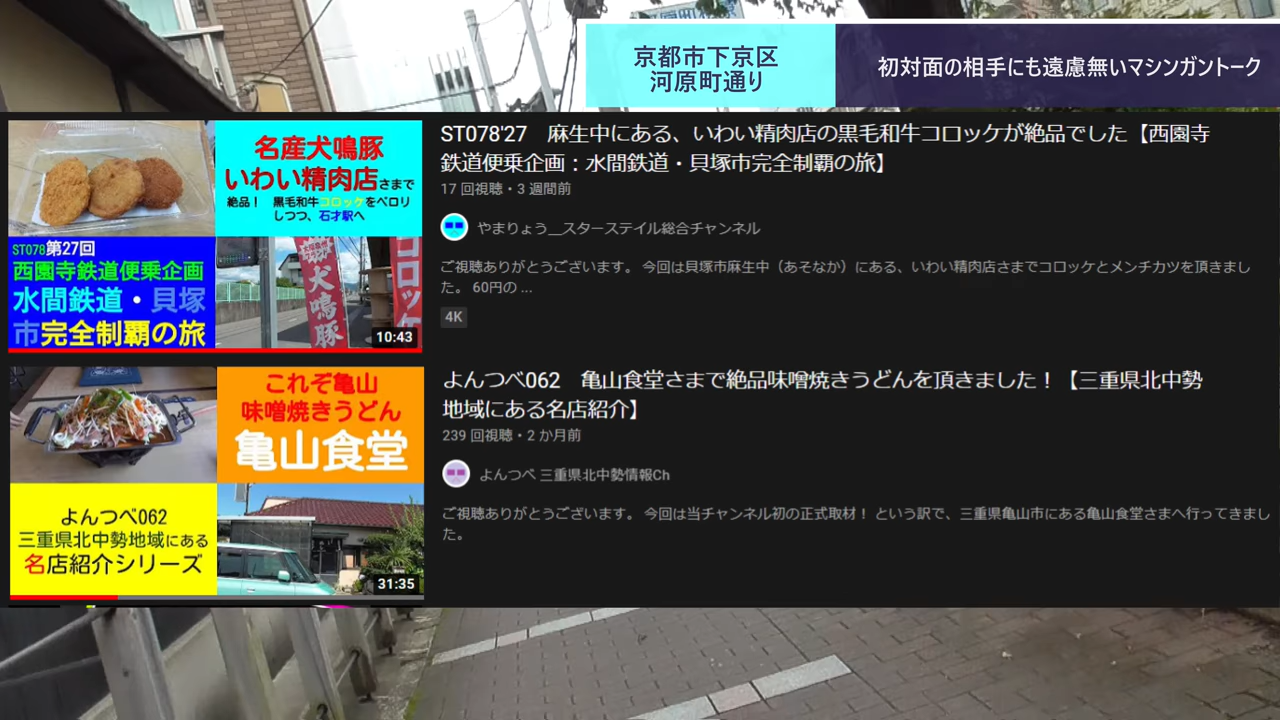 京都市下京区
河原町通り
初対面の相手にも遠慮無いマシンガントーク
名産犬鳴豚
いわい精肉店さまで
絶品！　黒毛和牛コロッケをペロリ
しつつ、石才駅へ
ST078第27回
西園寺鉄道便乗企画
水間鉄道・貝塚
市完全制覇の旅
犬鳴豚
コロッケ
10:43
ST078'27　麻生中にある、いわい精肉店の黒毛和牛コロッケが絶品でした【西園寺
鉄道便乗企画：水間鉄道・貝塚市完全制覇の旅】
17 回視聴・3 週間前
やまりょう__スターステイル総合チャンネル
ご視聴ありがとうございます。 今回は貝塚市麻生中（あそなか）にある、いわい精肉店さまでコロッケとメンチカツを頂きまし
た。 60円の ...
4K
これぞ亀山
味噌焼きうどん
亀山食堂
よんつべ062
三重県北中勢地域にある
名店紹介シリーズ
31:35
よんつべ062　亀山食堂さまで絶品味噌焼きうどんを頂きました！【三重県北中勢
地域にある名店紹介】
239 回視聴・2 か月前
よんつべ 三重県北中勢情報Ch
ご視聴ありがとうございます。 今回は当チャンネル初の正式取材！ という訳で、三重県亀山市にある亀山食堂さまへ行ってきまし
た。